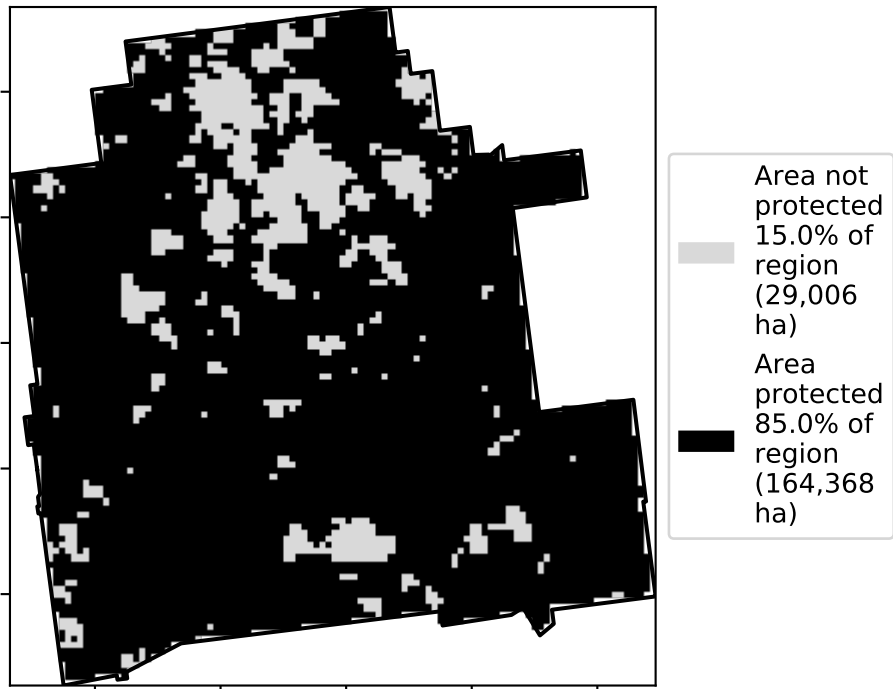 Area not
protected
15.0% of
region
(29,006
ha)
Area
protected
85.0% of
region
(164,368
ha)